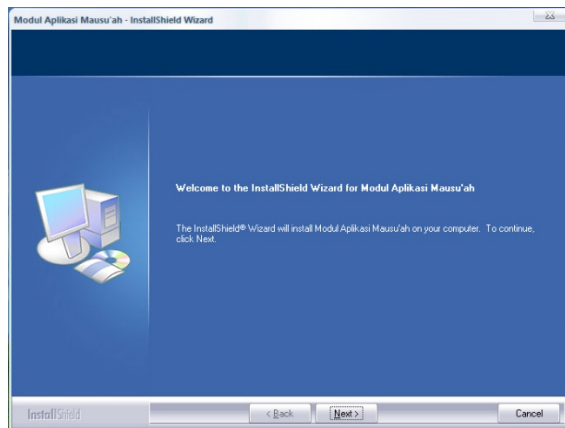 Modul Aplikasi Mausu'ah - InstallShield Wizard
Welcome to the InstallShield Wizard for Modul Aplikasi Mausu'ah
The InstallShield® Wizard will install Modul Aplikasi Mausu'ah on your computer. To continue,
click Next.
InstallShield
< Back
Next >
Cancel